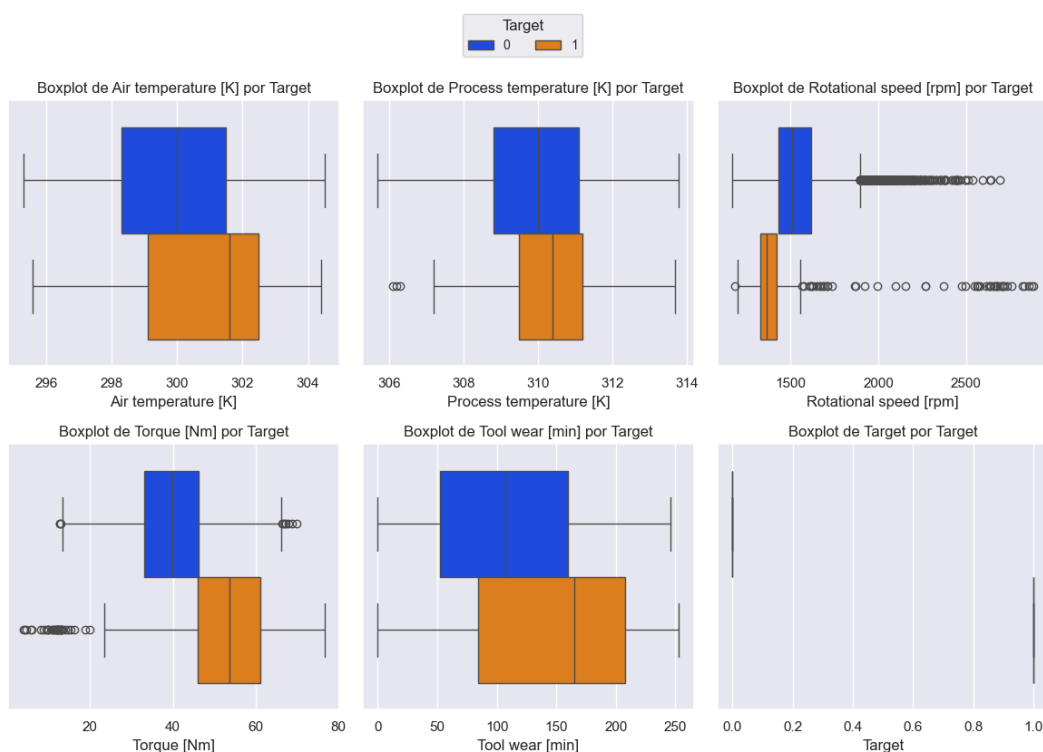 Target
0 1
Boxplot de Air temperature [K] por Target
296 298 300 302 304
Air temperature [K]
Boxplot de Process temperature [K] por Target
306 308 310 312 314
Process temperature [K]
Boxplot de Rotational speed [rpm] por Target
1500 2000 2500
Rotational speed [rpm]
Boxplot de Torque [Nm] por Target
20 40 60 80
Torque [Nm]
Boxplot de Tool wear [min] por Target
0 50 100 150 200 250
Tool wear [min]
Boxplot de Target por Target
0.0 0.2 0.4 0.6 0.8 1.0
Target